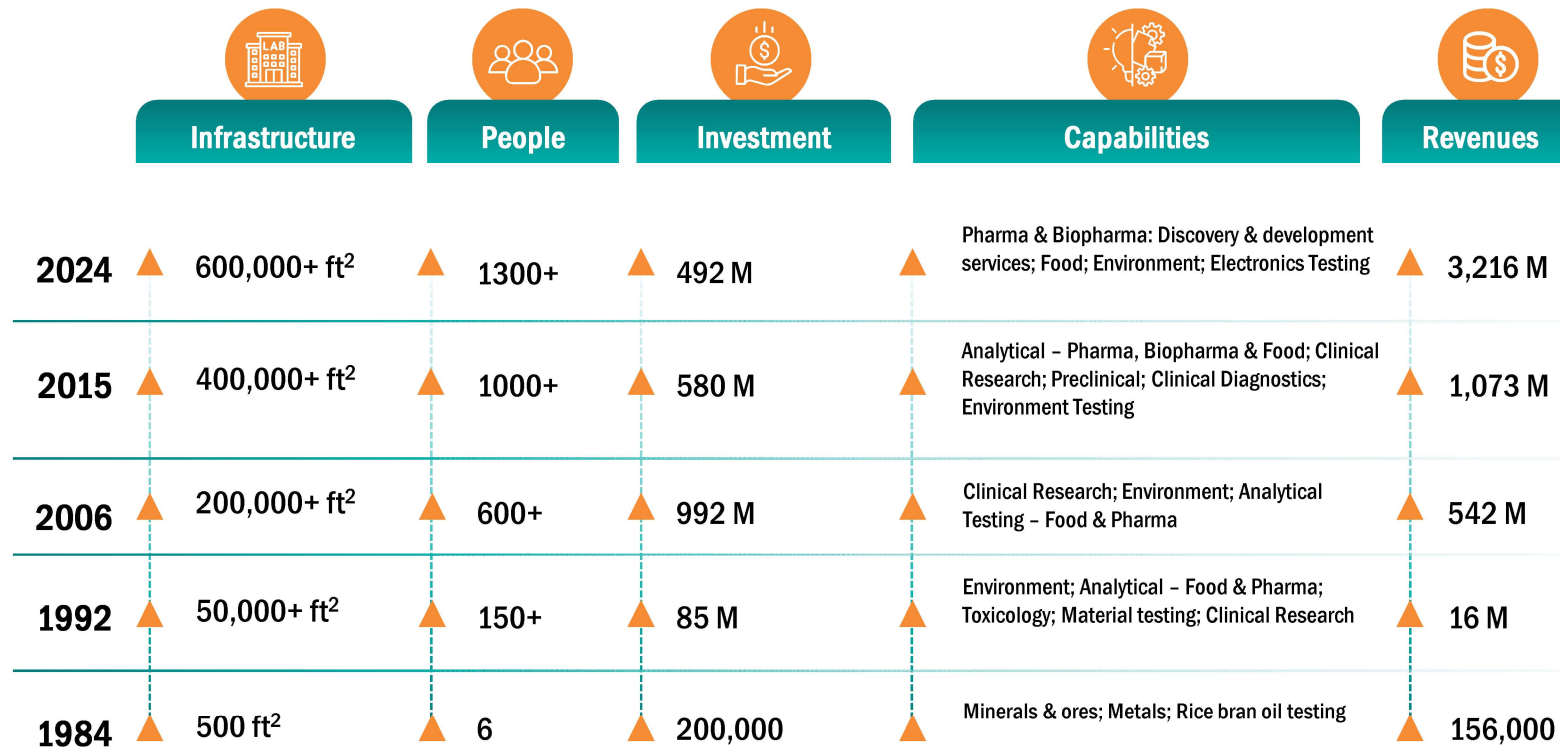 LAB
Infrastructure
People
Investment
Capabilities
Revenues
2024
600,000+ ft²
1300+
492 M
Pharma & Biopharma: Discovery & development
services; Food; Environment; Electronics Testing
3,216 M
2015
400,000+ ft²
1000+
580 M
Analytical – Pharma, Biopharma & Food; Clinical
Research; Preclinical; Clinical Diagnostics;
Environment Testing
1,073 M
2006
200,000+ ft²
600+
992 M
Clinical Research; Environment; Analytical
Testing – Food & Pharma
542 M
1992
50,000+ ft²
150+
85 M
Environment; Analytical – Food & Pharma;
Toxicology; Material testing; Clinical Research
16 M
1984
500 ft²
6
200,000
Minerals & ores; Metals; Rice bran oil testing
156,000